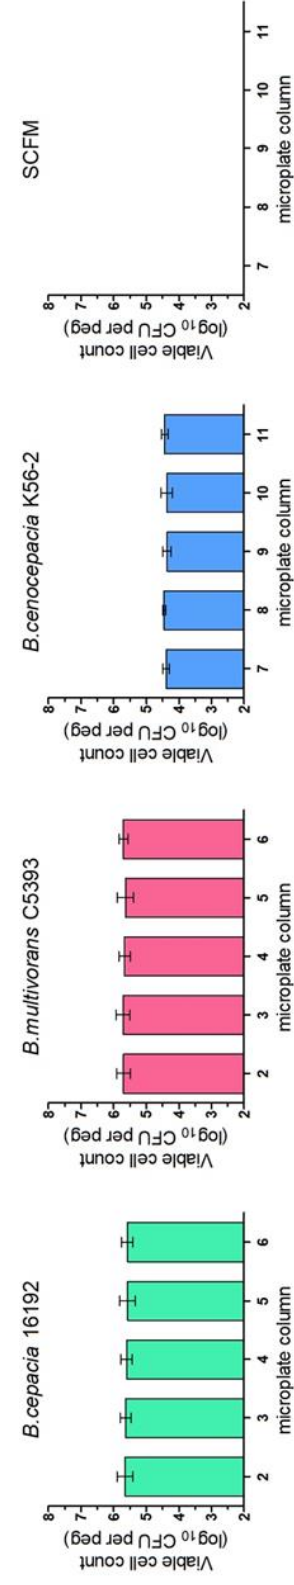 B.cepacia 16192
Viable cell count
(log10 CFU per peg)
8
7
6
5
4
3
2
2 3 4 5 6
microplate column
B.multivorans C5393
Viable cell count
(log10 CFU per peg)
8
7
6
5
4
3
2
2 3 4 5 6
microplate column
B.cenocepacia K56-2
Viable cell count
(log10 CFU per peg)
8
7
6
5
4
3
2
7 8 9 10 11
microplate column
SCFM
Viable cell count
(log10 CFU per peg)
8
7
6
5
4
3
2
7 8 9 10 11
microplate column